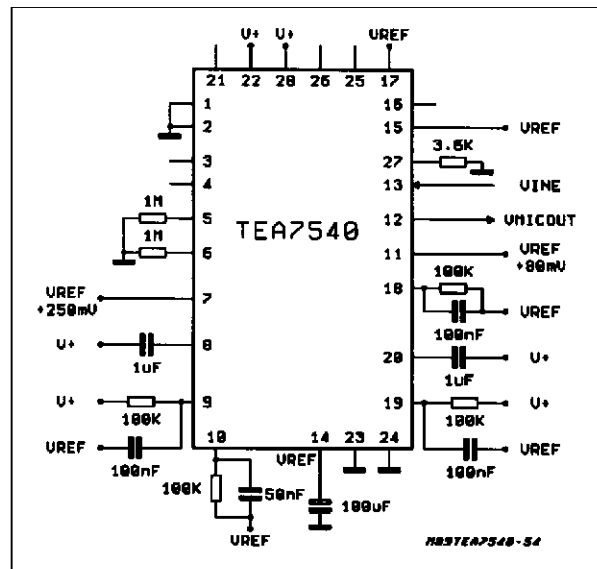 V+ V+ VREF
21 22 28 26 25 17
1 16
2 15 VREF
3 27 3.6K
4 13 VINE
1M
5 TEA7540 12 VMICOUT
1M
6 11 VREF
+80mV
VREF 7 18 100K
+250mV
100nF VREF
V+ 8 20 V+
1uF 1uF
V+ 9 19 V+
100K 100K
VREF 10 14 23 24 VREF
100nF VREF 100nF
100K 50nF 100uF
VREF
M89TEA7540-54